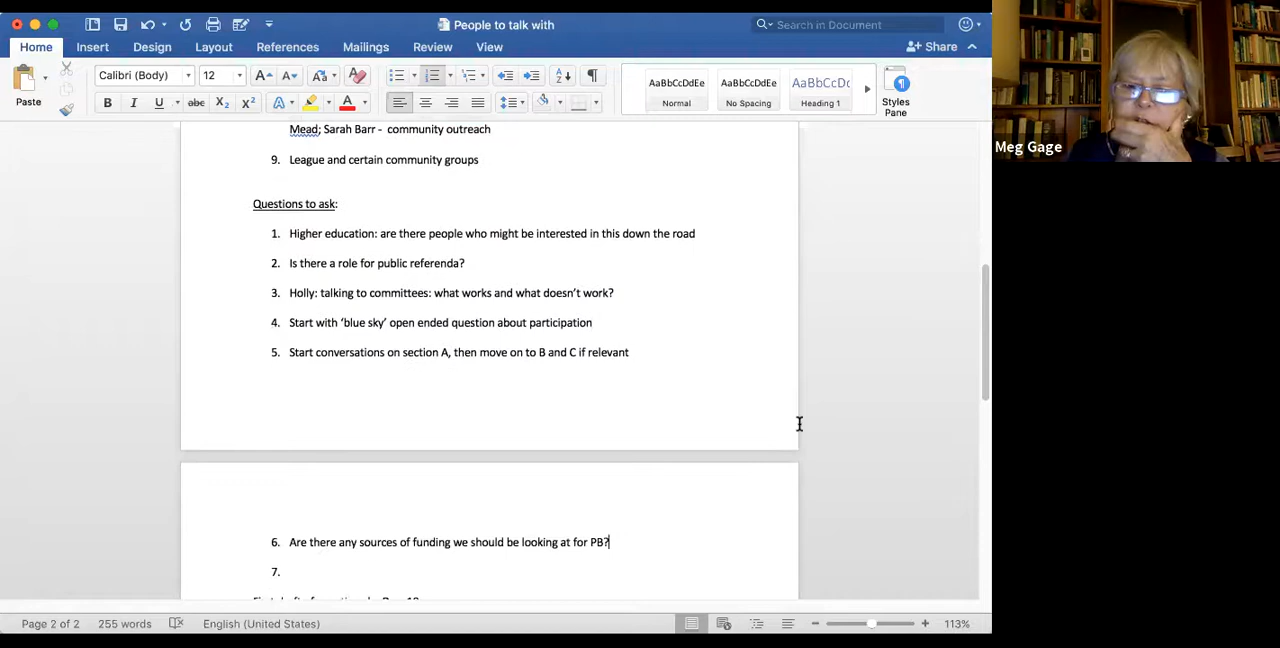 People to talk with
Search in Document
Home Insert Design Layout References Mailings Review View
Share
Paste
Calibri (Body) 12
AaBbCcDdEe AaBbCcDdEe AaBbCcDc
Normal No Spacing Heading 1
Styles
Pane
Mead; Sarah Barr - community outreach
9. League and certain community groups
Questions to ask:
1. Higher education: are there people who might be interested in this down the road
2. Is there a role for public referenda?
3. Holly: talking to committees: what works and what doesn't work?
4. Start with 'blue sky' open ended question about participation
5. Start conversations on section A, then move on to B and C if relevant
6. Are there any sources of funding we should be looking at for PB?
7.
Page 2 of 2 255 words English (United States) 113%
Meg Gage